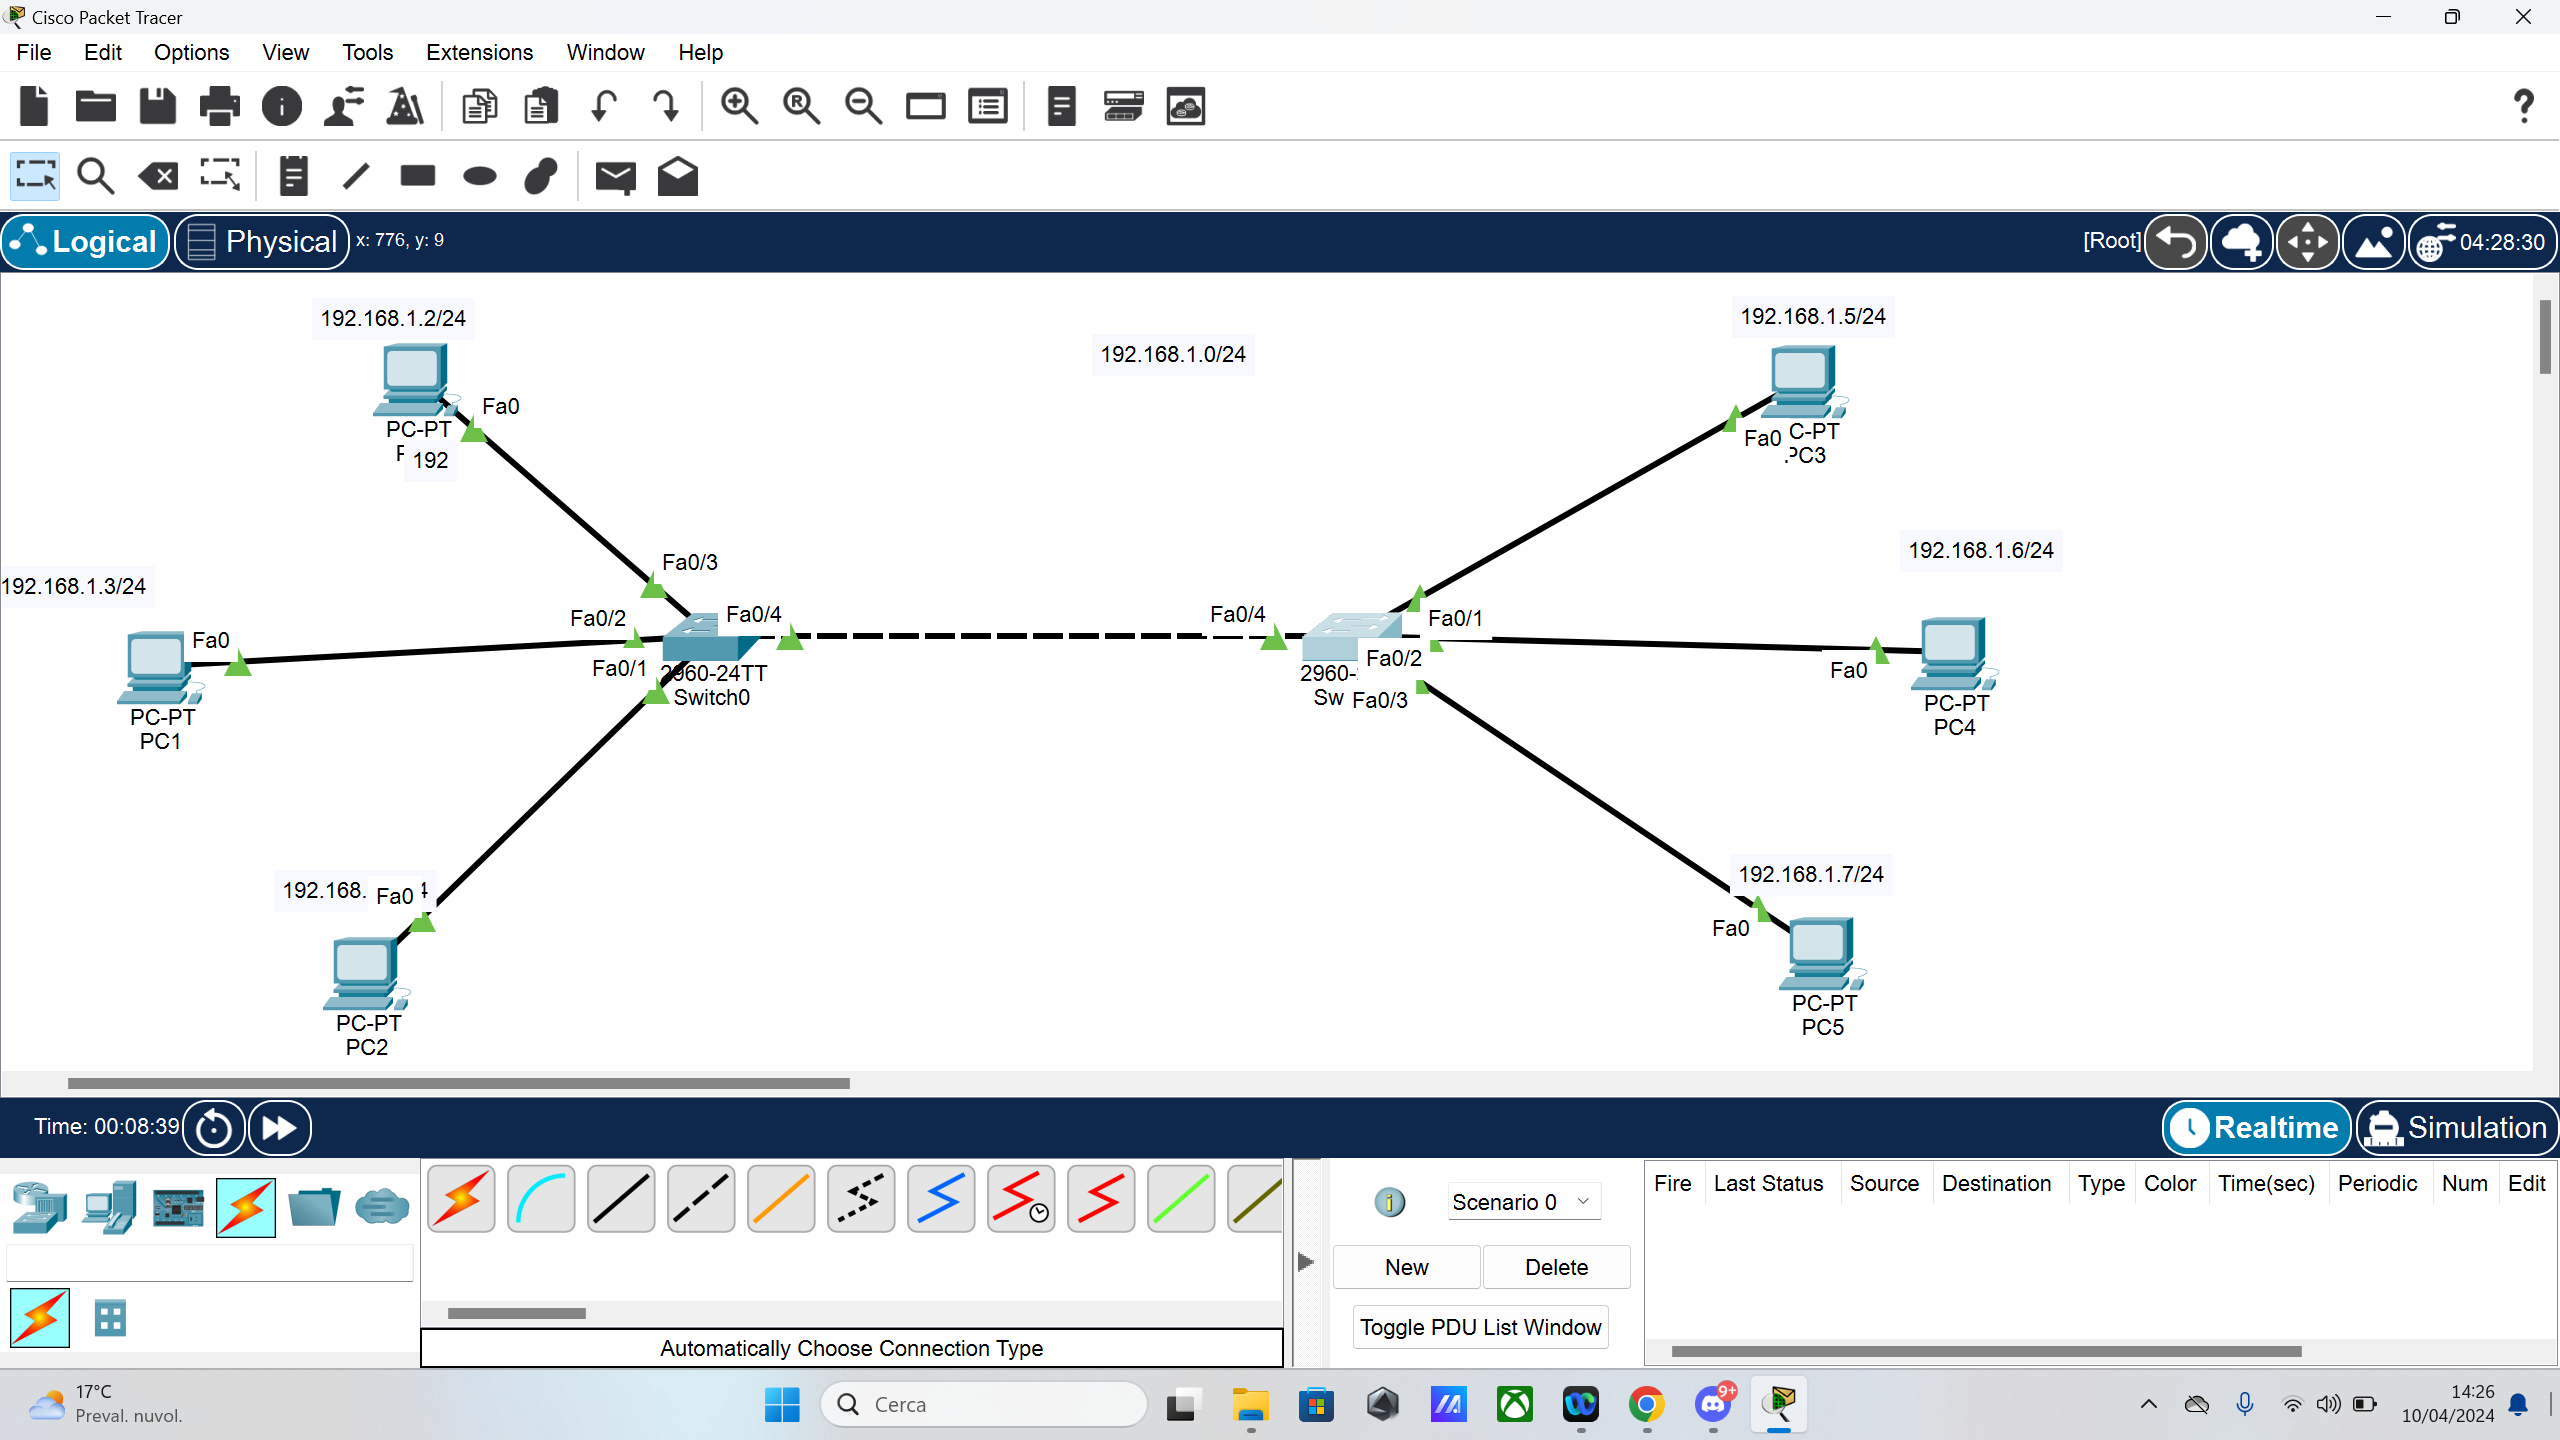 Cisco Packet Tracer
File Edit Options View Tools Extensions Window Help
Logical Physical x: 776, y: 9 [Root] 04:28:30
192.168.1.2/24
192.168.1.0/24
192.168.1.5/24
Fa0
PC-PT
192
Fa0 C-PT
PC3
192.168.1.6/24
192.168.1.3/24
Fa0/3
Fa0/2 Fa0/4
Fa0/4
Fa0/1
Fa0
Fa0/1 2960-24TT
Switch0
Fa0/2
2960-
Sw Fa0/3
Fa0
PC-PT
PC1
PC-PT
PC4
192.168. Fa0 4
192.168.1.7/24
Fa0
PC-PT
PC2
PC-PT
PC5
Time: 00:08:39 Realtime Simulation
Scenario 0
New Delete
Toggle PDU List Window
Fire Last Status Source Destination Type Color Time(sec) Periodic Num Edit
Automatically Choose Connection Type
17°C
Preval. nuvol.
Cerca
9+
14:26
10/04/2024